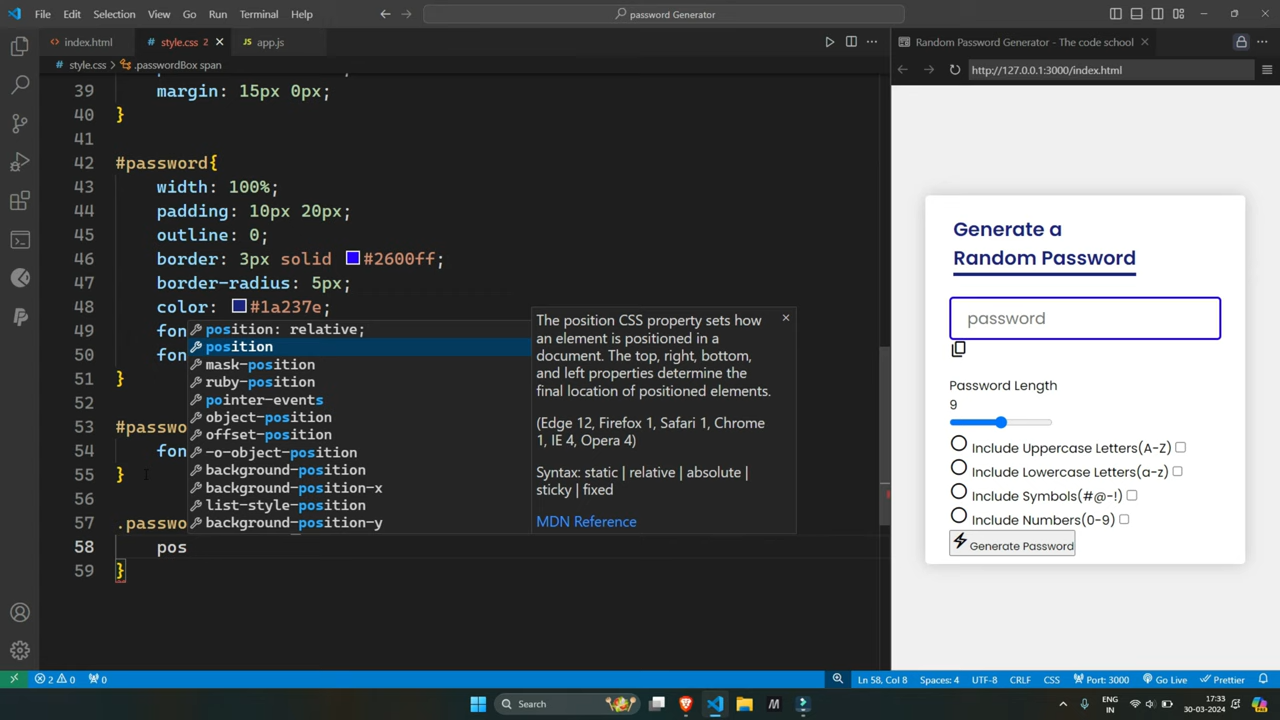 File Edit Selection View Go Run Terminal Help
password Generator
index.html style.css 2 app.js
style.css > .passwordBox span
39 margin: 15px 0px;
40 }
41
42 #password{
43 width: 100%;
44 padding: 10px 20px;
45 outline: 0;
46 border: 3px solid #2600ff;
47 border-radius: 5px;
48 color: #1a237e;
49 fon
50 fon
51 }
52
53 #passwo
54 fon
55 }
56
57 .passwo
58 pos
59 }
position: relative;
position
mask-position
ruby-position
pointer-events
object-position
offset-position
-o-object-position
background-position
background-position-x
list-style-position
background-position-y
The position CSS property sets how
an element is positioned in a
document. The top, right, bottom,
and left properties determine the
final location of positioned elements.
(Edge 12, Firefox 1, Safari 1, Chrome
1, IE 4, Opera 4)
Syntax: static | relative | absolute |
sticky | fixed
MDN Reference
Random Password Generator - The code school
http://127.0.0.1:3000/index.html
Generate a
Random Password
password
Password Length
9
Include Uppercase Letters(A-Z)
Include Lowercase Letters(a-z)
Include Symbols(#@-!)
Include Numbers(0-9)
Generate Password
2 0 0 Ln 58, Col 8 Spaces: 4 UTF-8 CRLF CSS Port: 3000 Go Live Prettier
Search
ENG
IN
17:33
30-03-2024